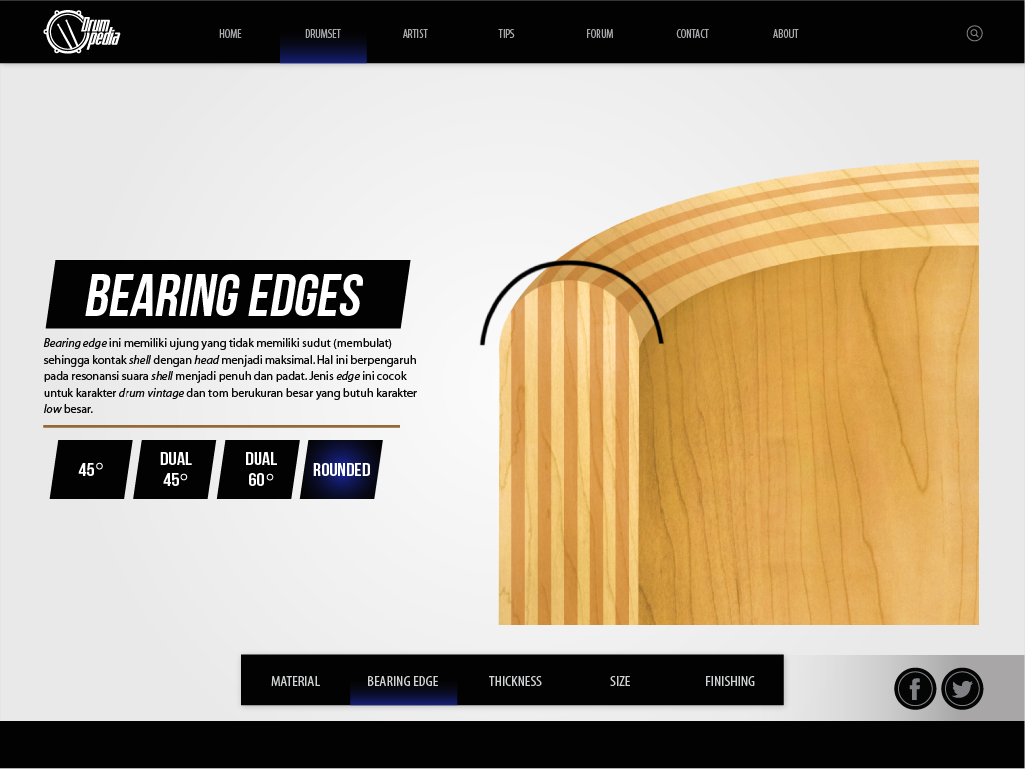 Drum
pedia
HOME
DRUMSET
ARTIST
TIPS
FORUM
CONTACT
ABOUT
BEARING EDGES
Bearing edge ini memiliki ujung yang tidak memiliki sudut (membulat)
sehingga kontak shell dengan head menjadi maksimal. Hal ini berpengaruh
pada resonansi suara shell menjadi penuh dan padat. Jenis edge ini cocok
untuk karakter drum vintage dan tom berukuran besar yang butuh karakter
low besar.
45°
DUAL
45°
DUAL
60°
ROUNDED
MATERIAL
BEARING EDGE
THICKNESS
SIZE
FINISHING